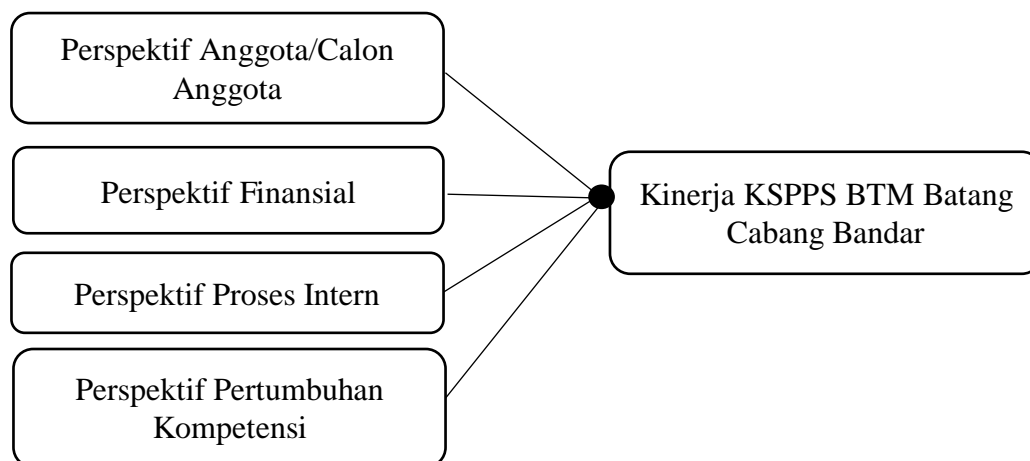 Perspektif Anggota/Calon
Anggota
Perspektif Finansial
Perspektif Proses Intern
Perspektif Pertumbuhan
Kompetensi
Kinerja KSPPS BTM Batang
Cabang Bandar